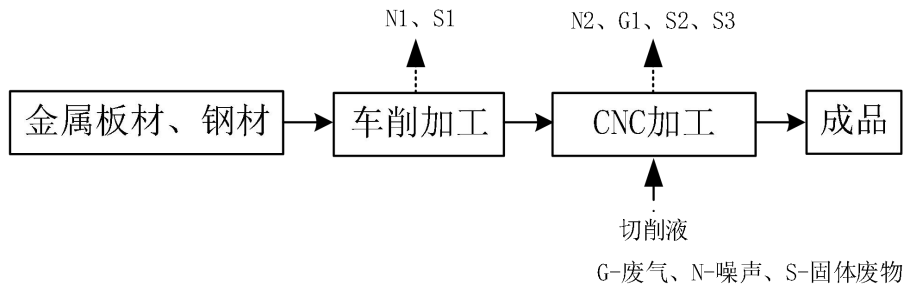 N1、S1
N2、G1、S2、S3
金属板材、钢材
车削加工
CNC加工
成品
切削液
G-废气、N-噪声、S-固体废物